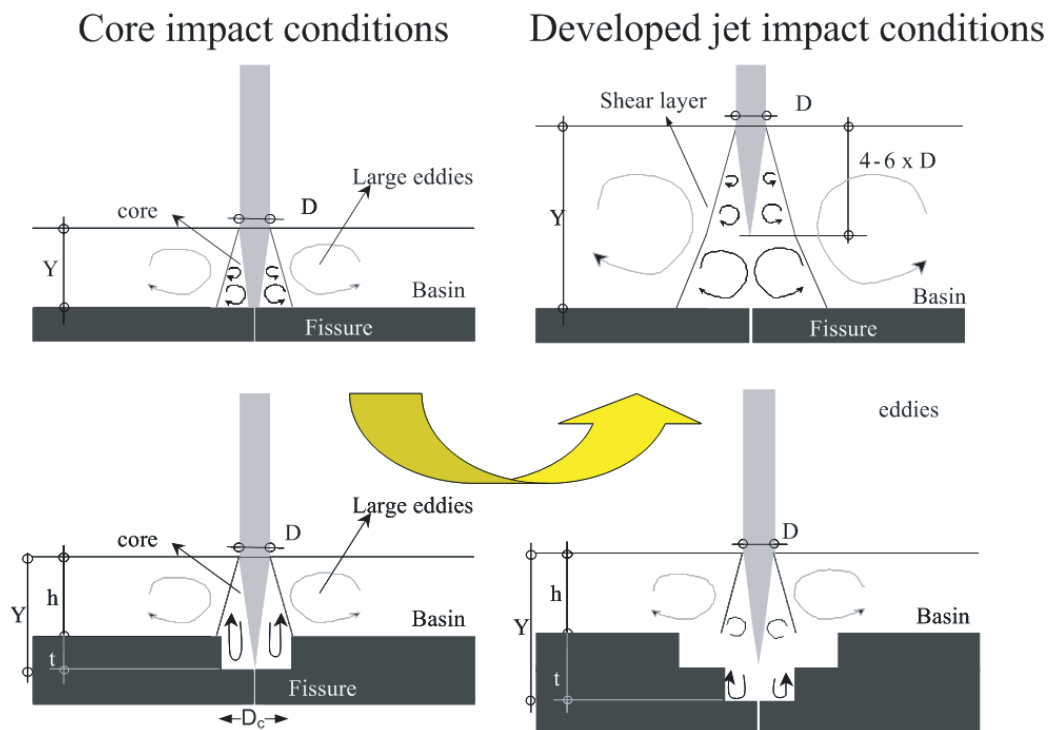 Core impact conditions
Developed jet impact conditions
Shear layer
D
4-6 x D
Large eddies
D
core
Y
Y
Basin
Basin
Fissure
Fissure
eddies
Large eddies
D
D
core
h
h
Y
Y
Basin
Basin
t
t
Fissure
Dc